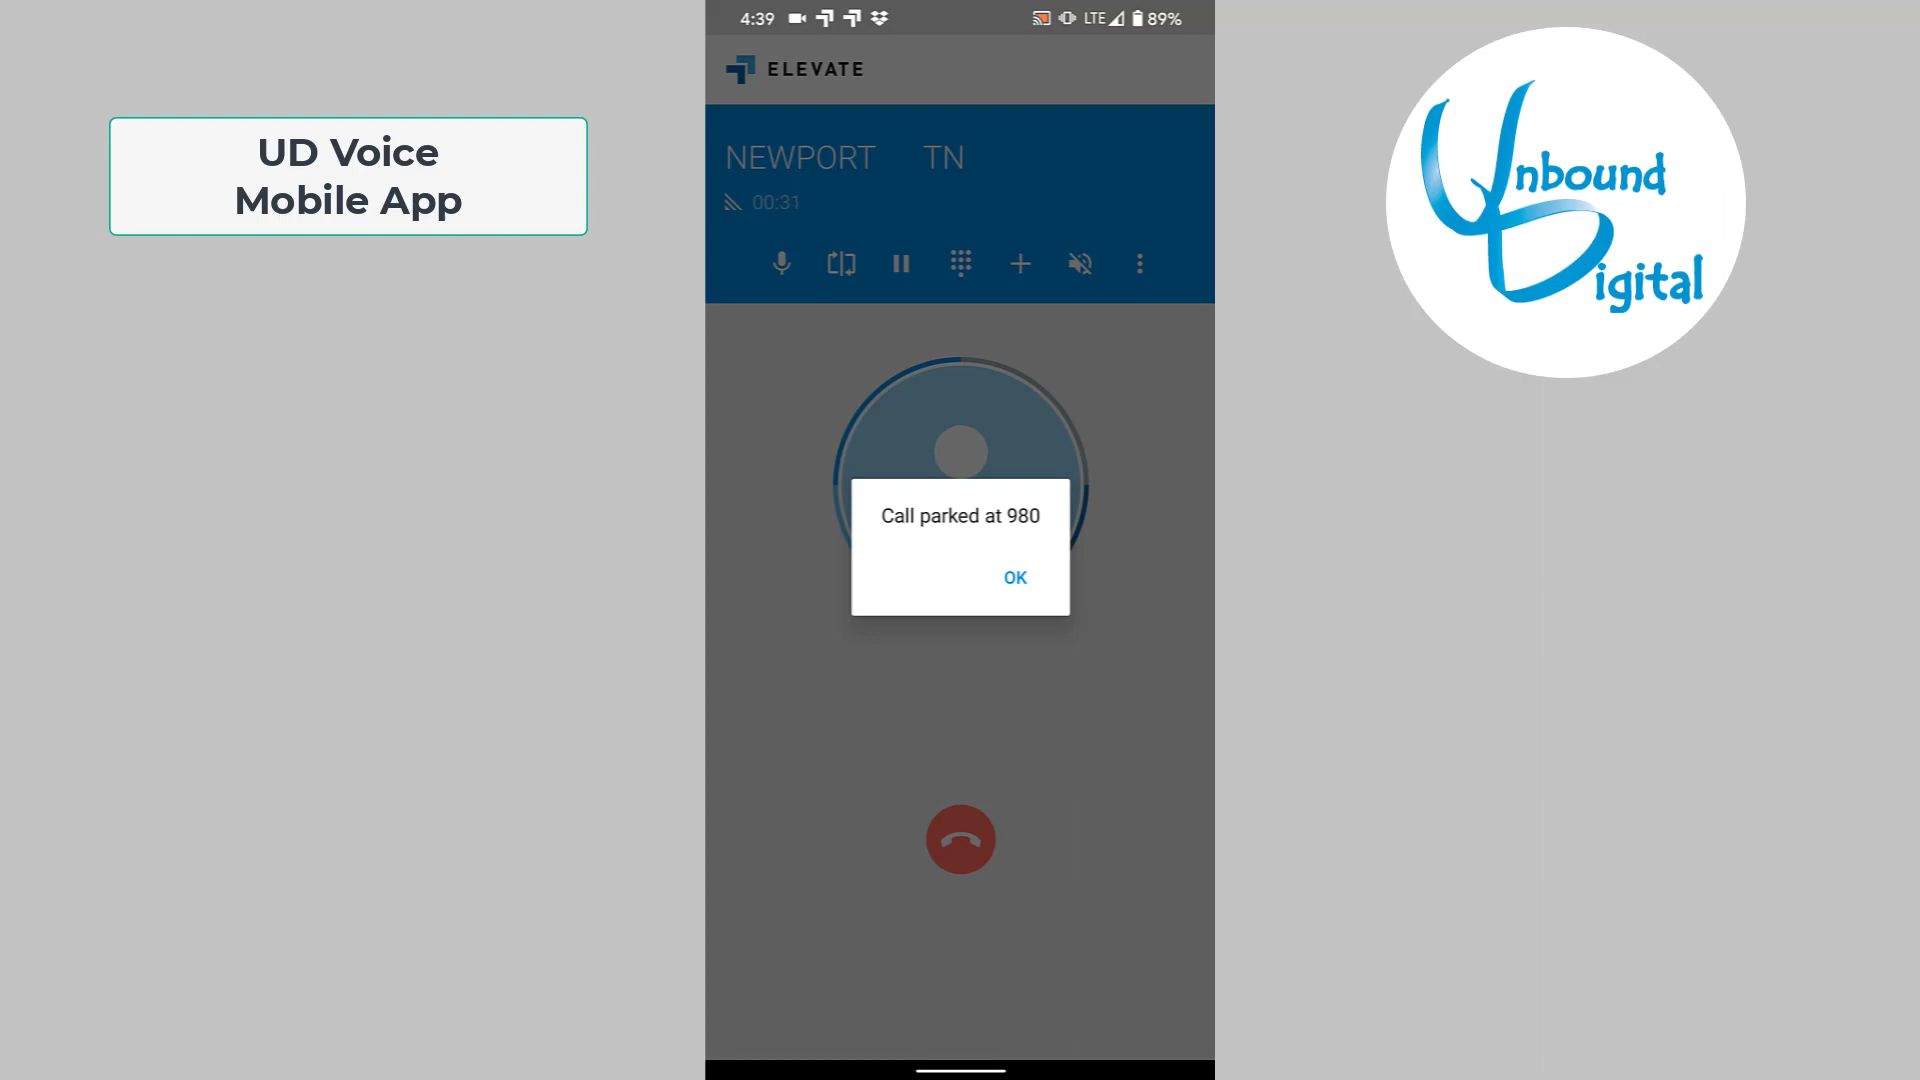 4:39 LTE 89%
ELEVATE
UD Voice
Mobile App
NEWPORT TN
00:31
Call parked at 980
OK
Unbound
Digital